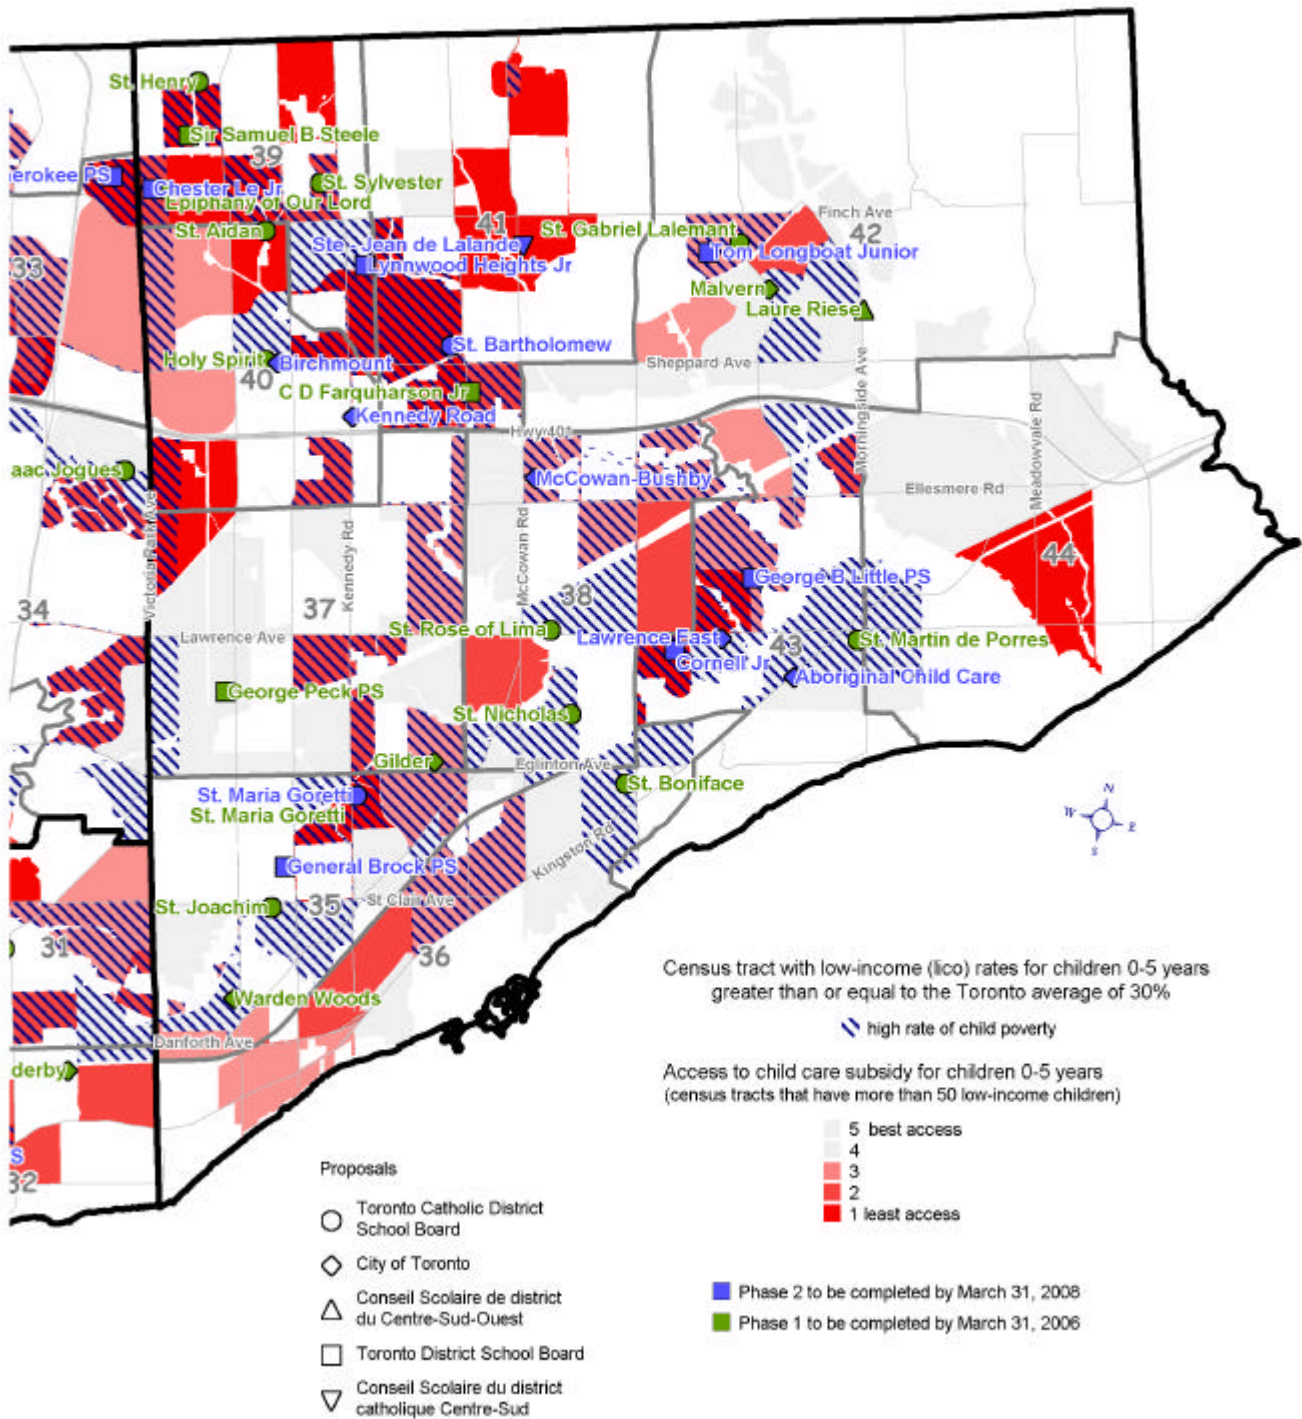 St. Henry
Sir Samuel B Steele
39
erokee PS
Chester Le Jr
St. Sylvester
Epiphany of Our Lord
St. Aidan
41
St. Gabriel Lalemant
Finch Ave
42
Ste - Jean de Lalande
Tom Longboat Junior
33
Lynnwood Heights Jr
Malvern
Laure Riese
St. Bartholomew
Holy Spirit
Birchmount
Sheppard Ave
40
C D Farquharson Jr
Morningside Ave
Kennedy Road
Hwy 401
Meadowvale Rd
aac Jogues
McCowan-Bushby
Ellesmere Rd
Victoria Park Ave
Kennedy Rd
McCowan Rd
44
George B Little PS
34
37
38
Lawrence Ave
St. Rose of Lima
Lawrence East
43
St. Martin de Porres
Cornell Jr
Aboriginal Child Care
George Peck PS
St. Nicholas
Gilder
Eglinton Ave
St. Maria Goretti
St. Boniface
St. Maria Goretti
N
W
E
S
General Brock PS
Kingston Rd
St. Joachim
35
St Clair Ave
31
36
Warden Woods
Danforth Ave
derby
S
32
Census tract with low-income (lico) rates for children 0-5 years
greater than or equal to the Toronto average of 30%
high rate of child poverty
Access to child care subsidy for children 0-5 years
(census tracts that have more than 50 low-income children)
5 best access
4
3
2
1 least access
Proposals
Toronto Catholic District
School Board
City of Toronto
Conseil Scolaire de district
du Centre-Sud-Ouest
Toronto District School Board
Conseil Scolaire du district
catholique Centre-Sud
Phase 2 to be completed by March 31, 2008
Phase 1 to be completed by March 31, 2006